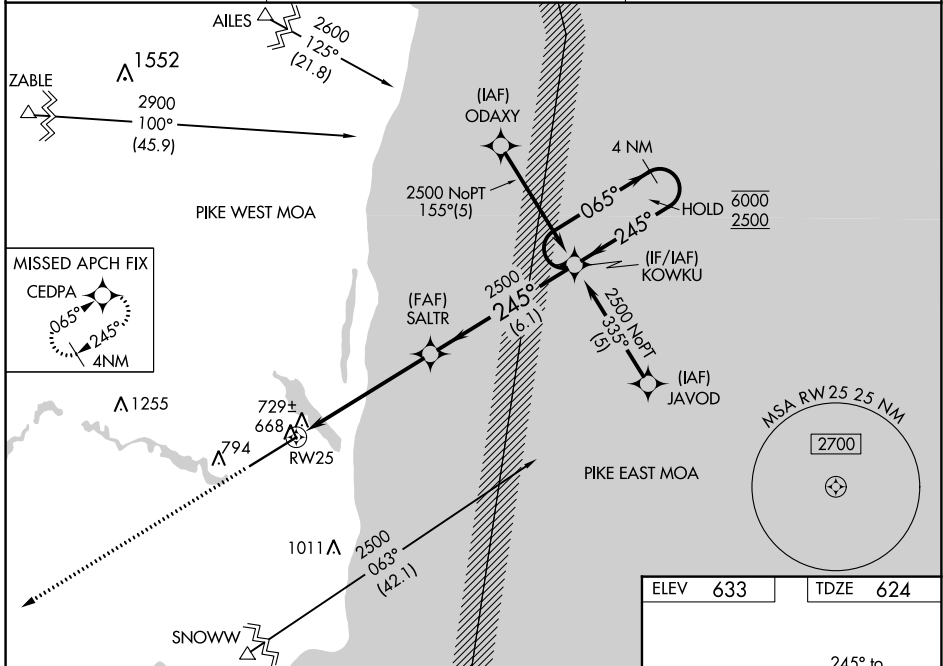 AILES
2600
125°
(21.8)
1552
ZABLE
2900
100°
(45.9)
(IAF)
ODAXY
4 NM
2500 NoPT
155°(5)
065°
HOLD
6000
2500
245°
PIKE WEST MOA
(IF/IAF)
KOWKU
MISSED APCH FIX
CEDPA
065°
245°
4NM
2500
245°
(6.1)
(FAF)
SALTR
2500 NoPT
335°
(5)
(IAF)
JAVOD
1255
729±
668
794
RW25
MSA RW25 25 NM
2700
PIKE EAST MOA
1011
2500
063°
(42.1)
SNOWW
ELEV 633
TDZE 624
245° to